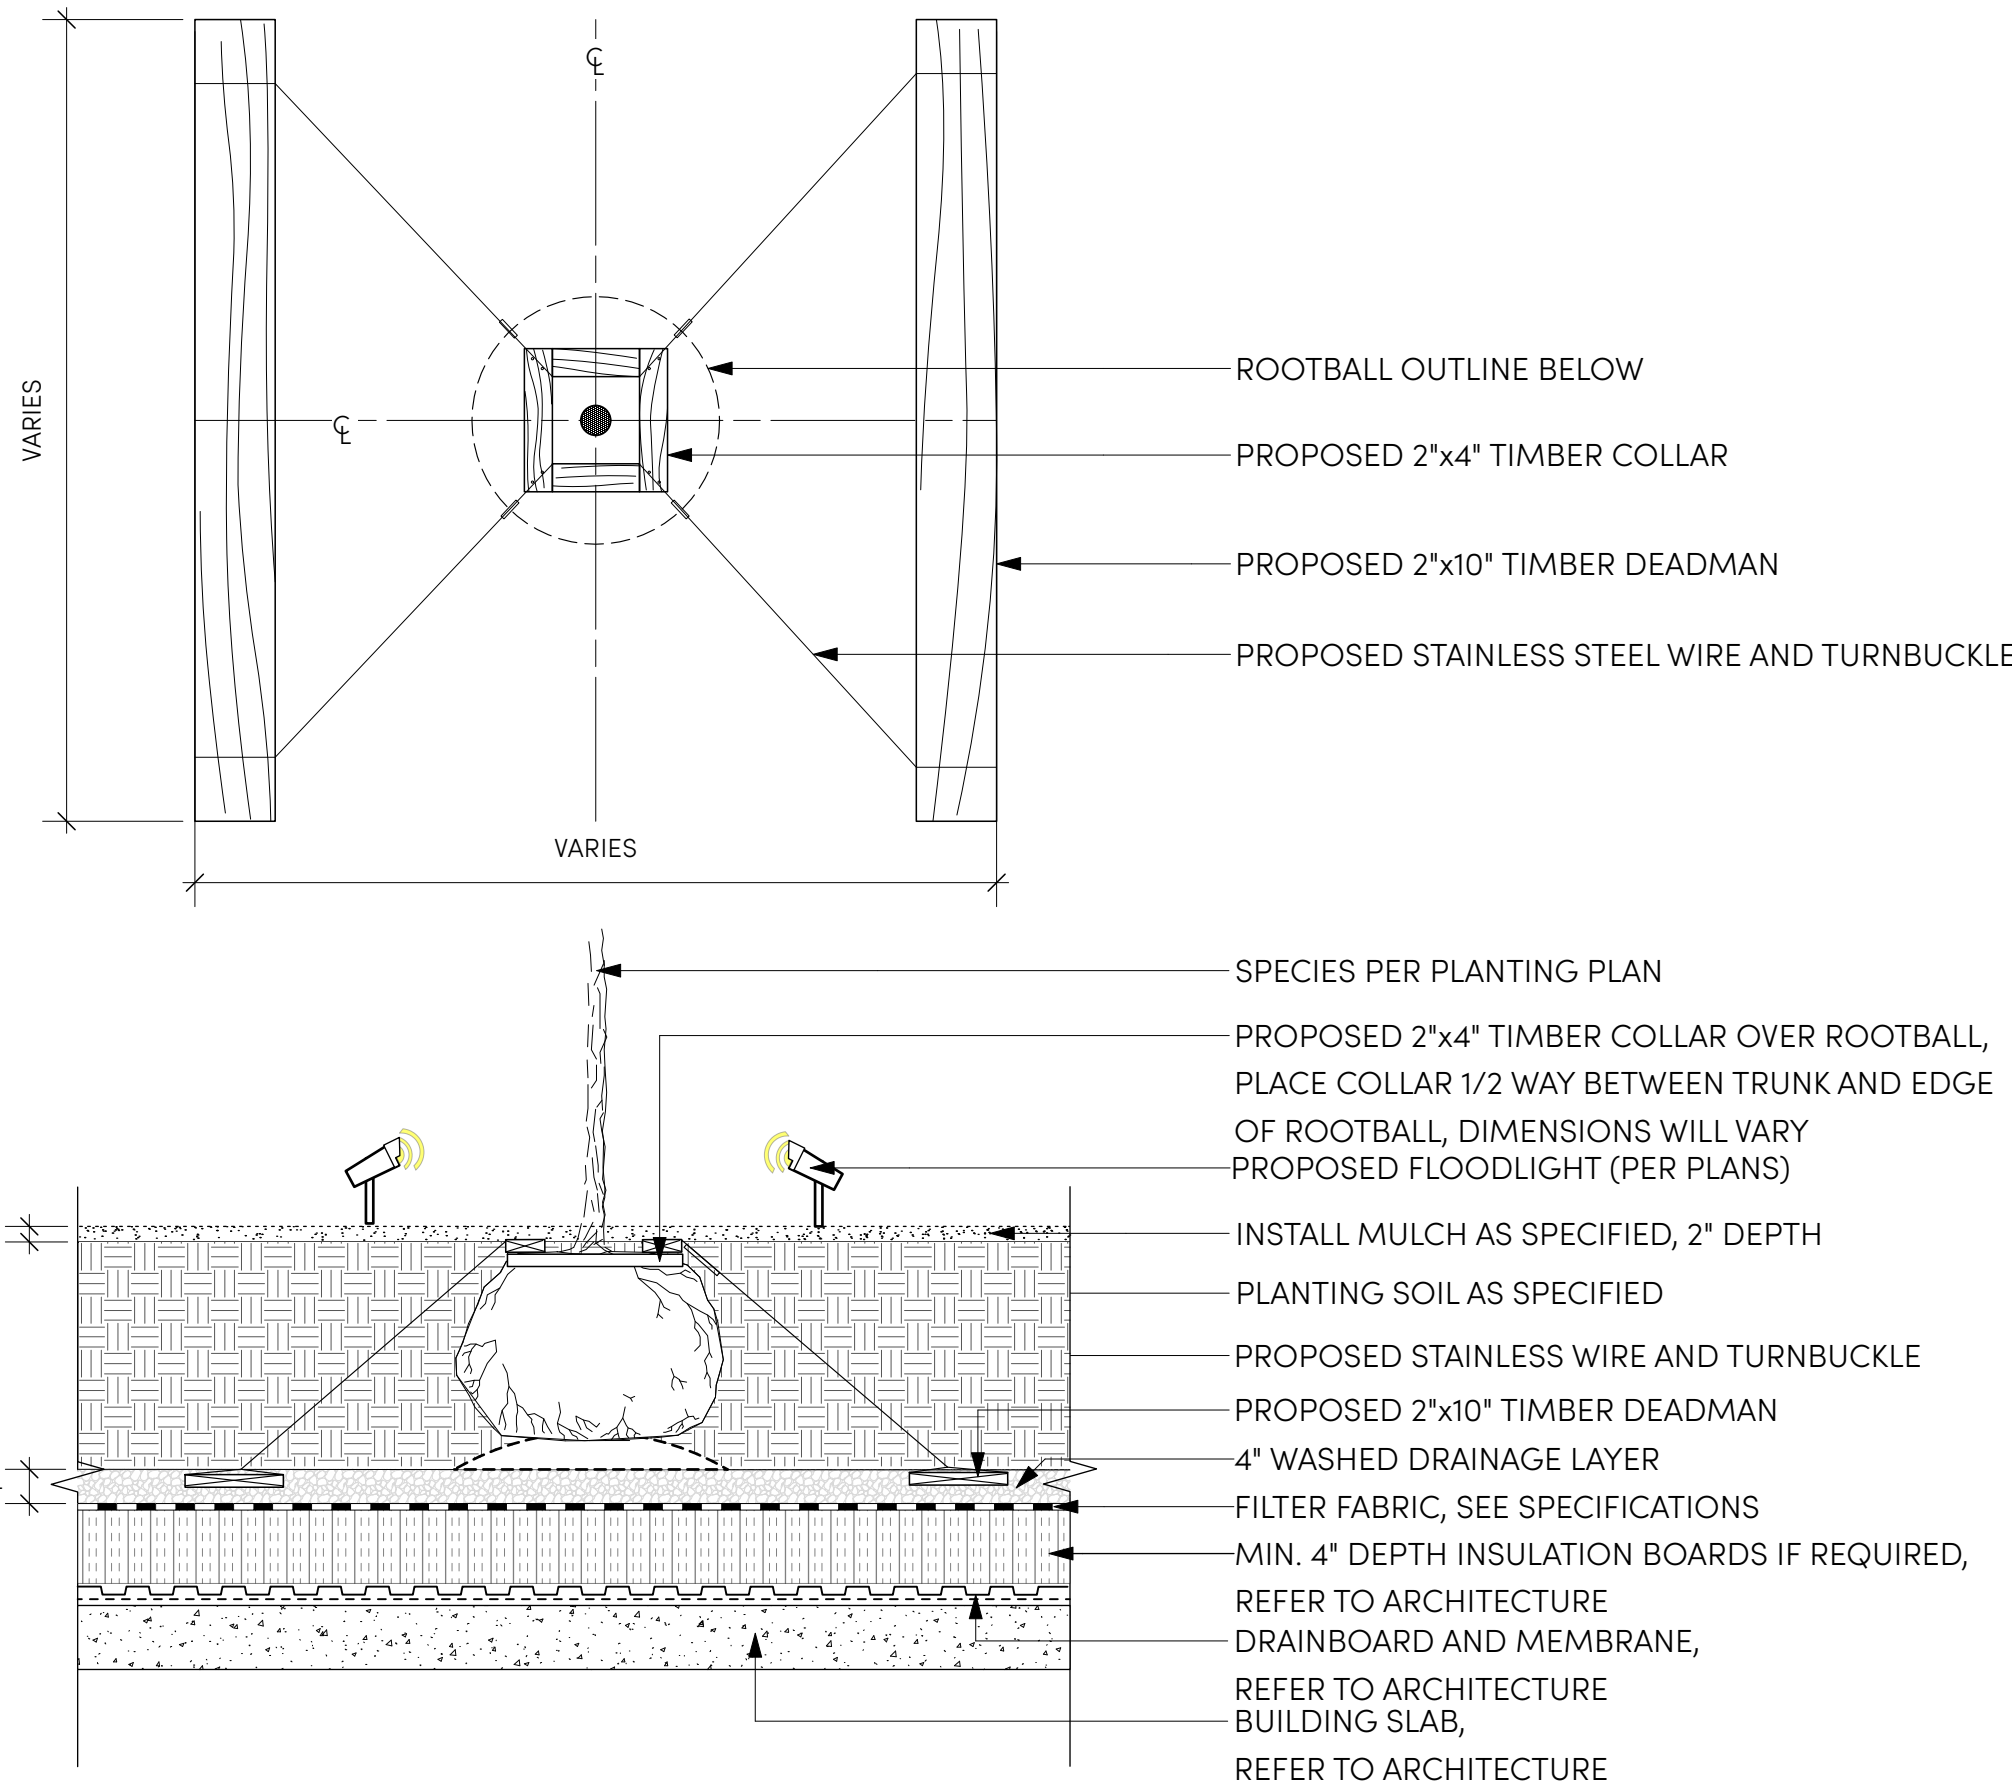 ℄
ROOTBALL OUTLINE BELOW
VARIES
℄
PROPOSED 2"x4" TIMBER COLLAR
PROPOSED 2"x10" TIMBER DEADMAN
PROPOSED STAINLESS STEEL WIRE AND TURNBUCKLE
VARIES
SPECIES PER PLANTING PLAN
PROPOSED 2"x4" TIMBER COLLAR OVER ROOTBALL,
PLACE COLLAR 1/2 WAY BETWEEN TRUNK AND EDGE
OF ROOTBALL, DIMENSIONS WILL VARY
PROPOSED FLOODLIGHT (PER PLANS)
INSTALL MULCH AS SPECIFIED, 2" DEPTH
PLANTING SOIL AS SPECIFIED
PROPOSED STAINLESS WIRE AND TURNBUCKLE
PROPOSED 2"x10" TIMBER DEADMAN
4" WASHED DRAINAGE LAYER
FILTER FABRIC, SEE SPECIFICATIONS
MIN. 4" DEPTH INSULATION BOARDS IF REQUIRED,
REFER TO ARCHITECTURE
DRAINBOARD AND MEMBRANE,
REFER TO ARCHITECTURE
BUILDING SLAB,
REFER TO ARCHITECTURE